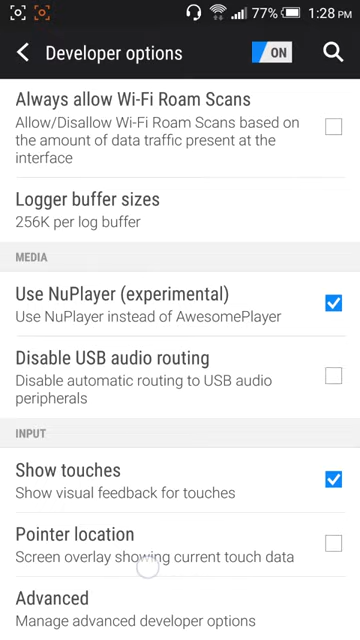 77% 1:28 PM
Developer options ON
Always allow Wi-Fi Roam Scans
Allow/Disallow Wi-Fi Roam Scans based on
the amount of data traffic present at the
interface
Logger buffer sizes
256K per log buffer
MEDIA
Use NuPlayer (experimental)
Use NuPlayer instead of AwesomePlayer
Disable USB audio routing
Disable automatic routing to USB audio
peripherals
INPUT
Show touches
Show visual feedback for touches
Pointer location
Screen overlay showing current touch data
Advanced
Manage advanced developer options